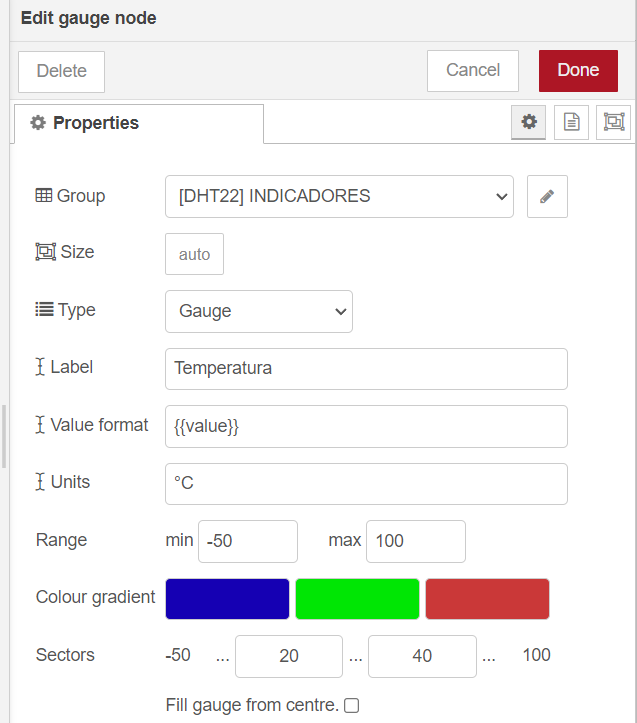 Edit gauge node
Delete Cancel Done
Properties
Group [DHT22] INDICADORES
Size auto
Type Gauge
Label Temperatura
Value format {{value}}
Units °C
Range min -50 max 100
Colour gradient
Sectors -50 ... 20 ... 40 ... 100
Fill gauge from centre.